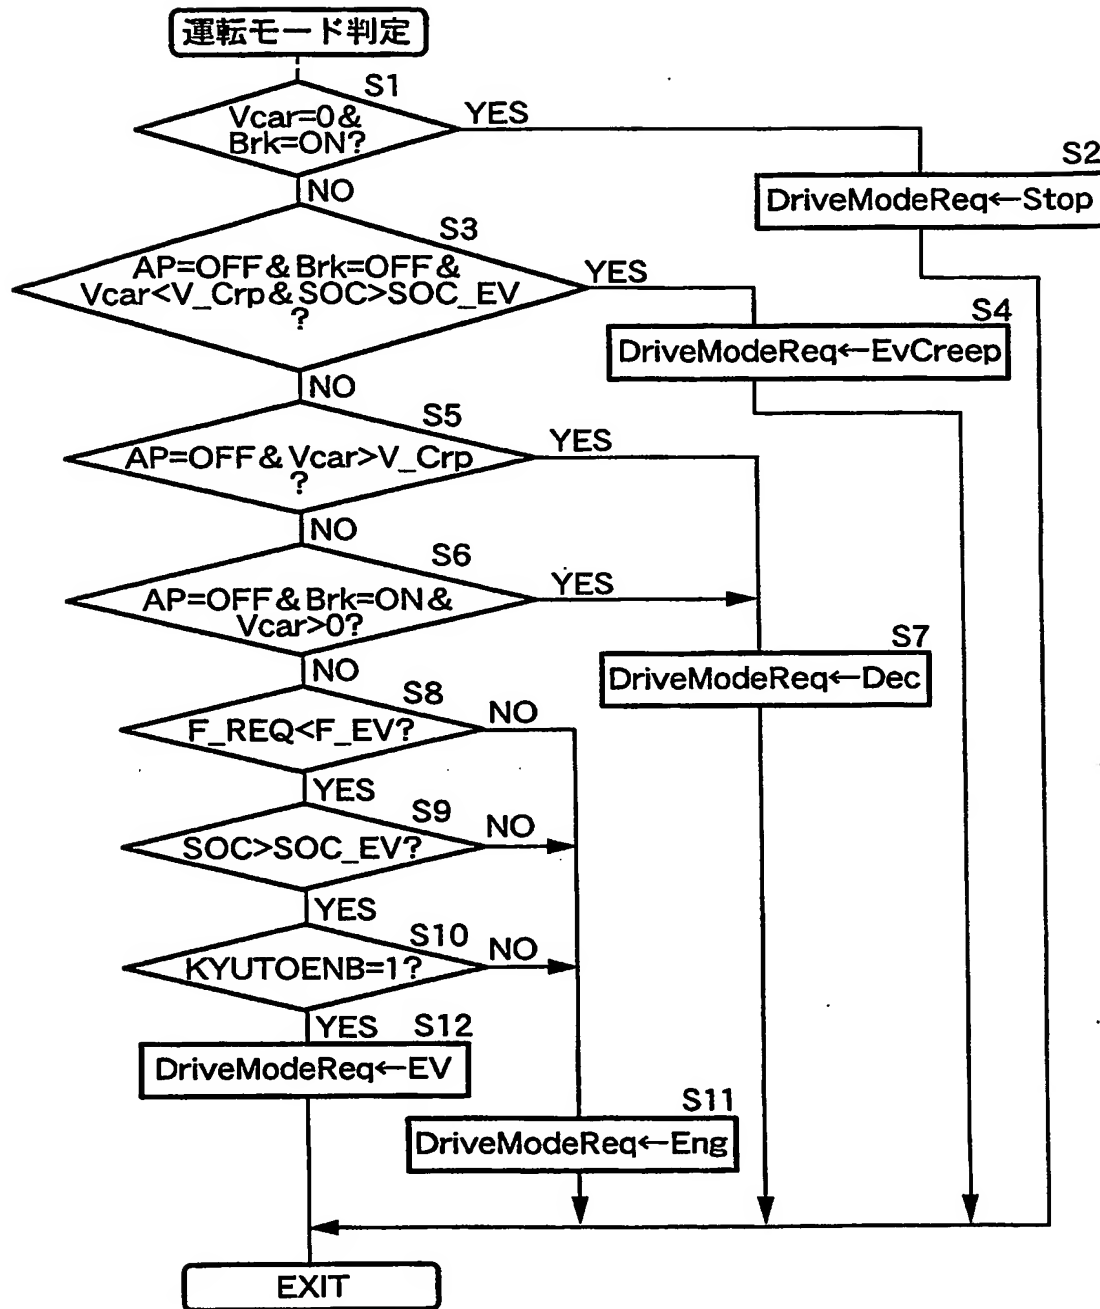 運転モード判定
S1
Vcar=0&
Brk=ON?
YES
NO
S2
DriveModeReq←Stop
S3
AP=OFF&Brk=OFF&
Vcar<V_Crp&SOC>SOC_EV
?
YES
NO
S4
DriveModeReq←EvCreep
S5
AP=OFF&Vcar>V_Crp
?
YES
NO
S6
AP=OFF&Brk=ON&
Vcar>0?
YES
NO
S7
DriveModeReq←Dec
S8
F_REQ<F_EV?
NO
YES
S9
SOC>SOC_EV?
NO
YES
S10
KYUTOENB=1?
NO
YES
S12
DriveModeReq←EV
S11
DriveModeReq←Eng
EXIT